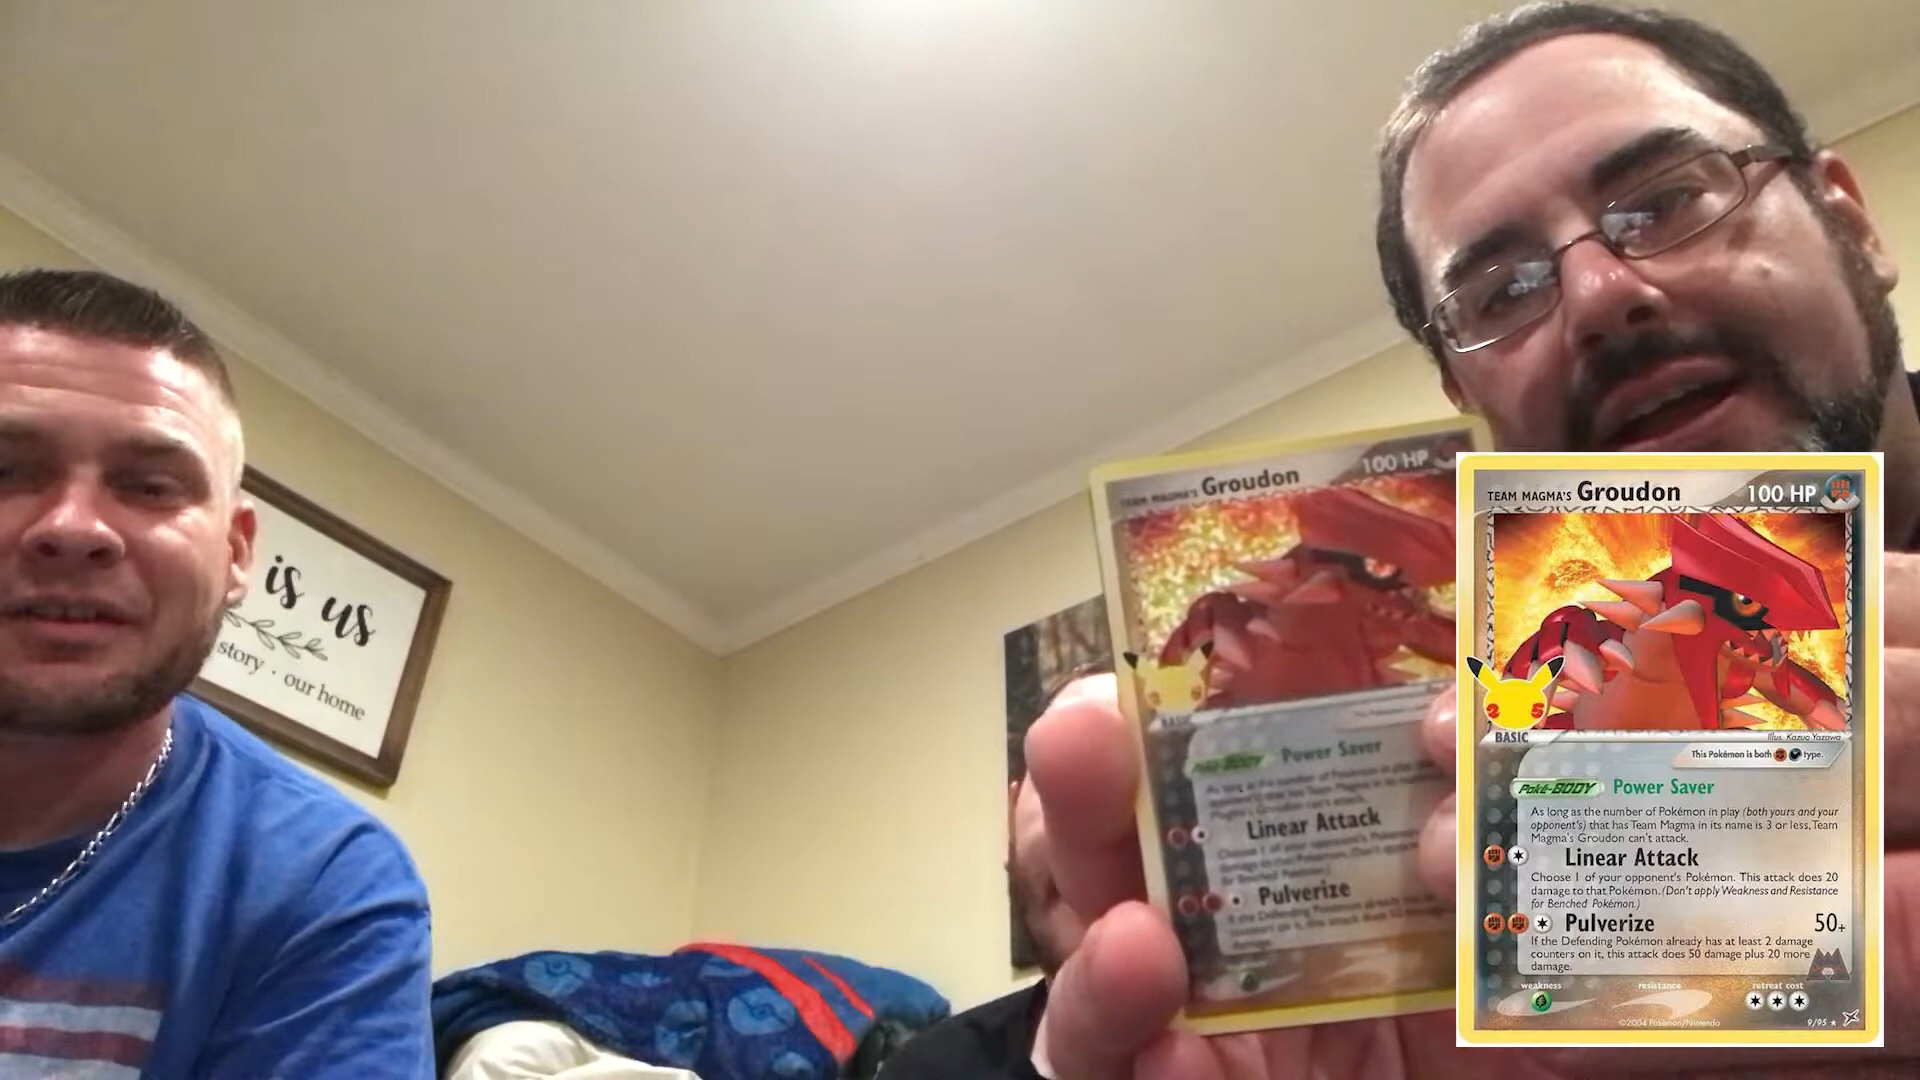 is us
story · our home
TEAM MAGMA'S Groudon 100 HP
BASIC
Poké-BODY Power Saver
Linear Attack
Pulverize
TEAM MAGMA'S Groudon 100 HP
25
BASIC
Illus. Kazuo Yazawa
This Pokémon is both type.
Poké-BODY Power Saver
As long as the number of Pokémon in play (both yours and your
opponent's) that has Team Magma in its name is 3 or less, Team
Magma's Groudon can't attack.
Linear Attack
Choose 1 of your opponent's Pokémon. This attack does 20
damage to that Pokémon. (Don't apply Weakness and Resistance
for Benched Pokémon.)
Pulverize 50+
If the Defending Pokémon already has at least 2 damage
counters on it, this attack does 50 damage plus 20 more
damage.
weakness resistance retreat cost
©2004 Pokémon/Nintendo 9/95 ★